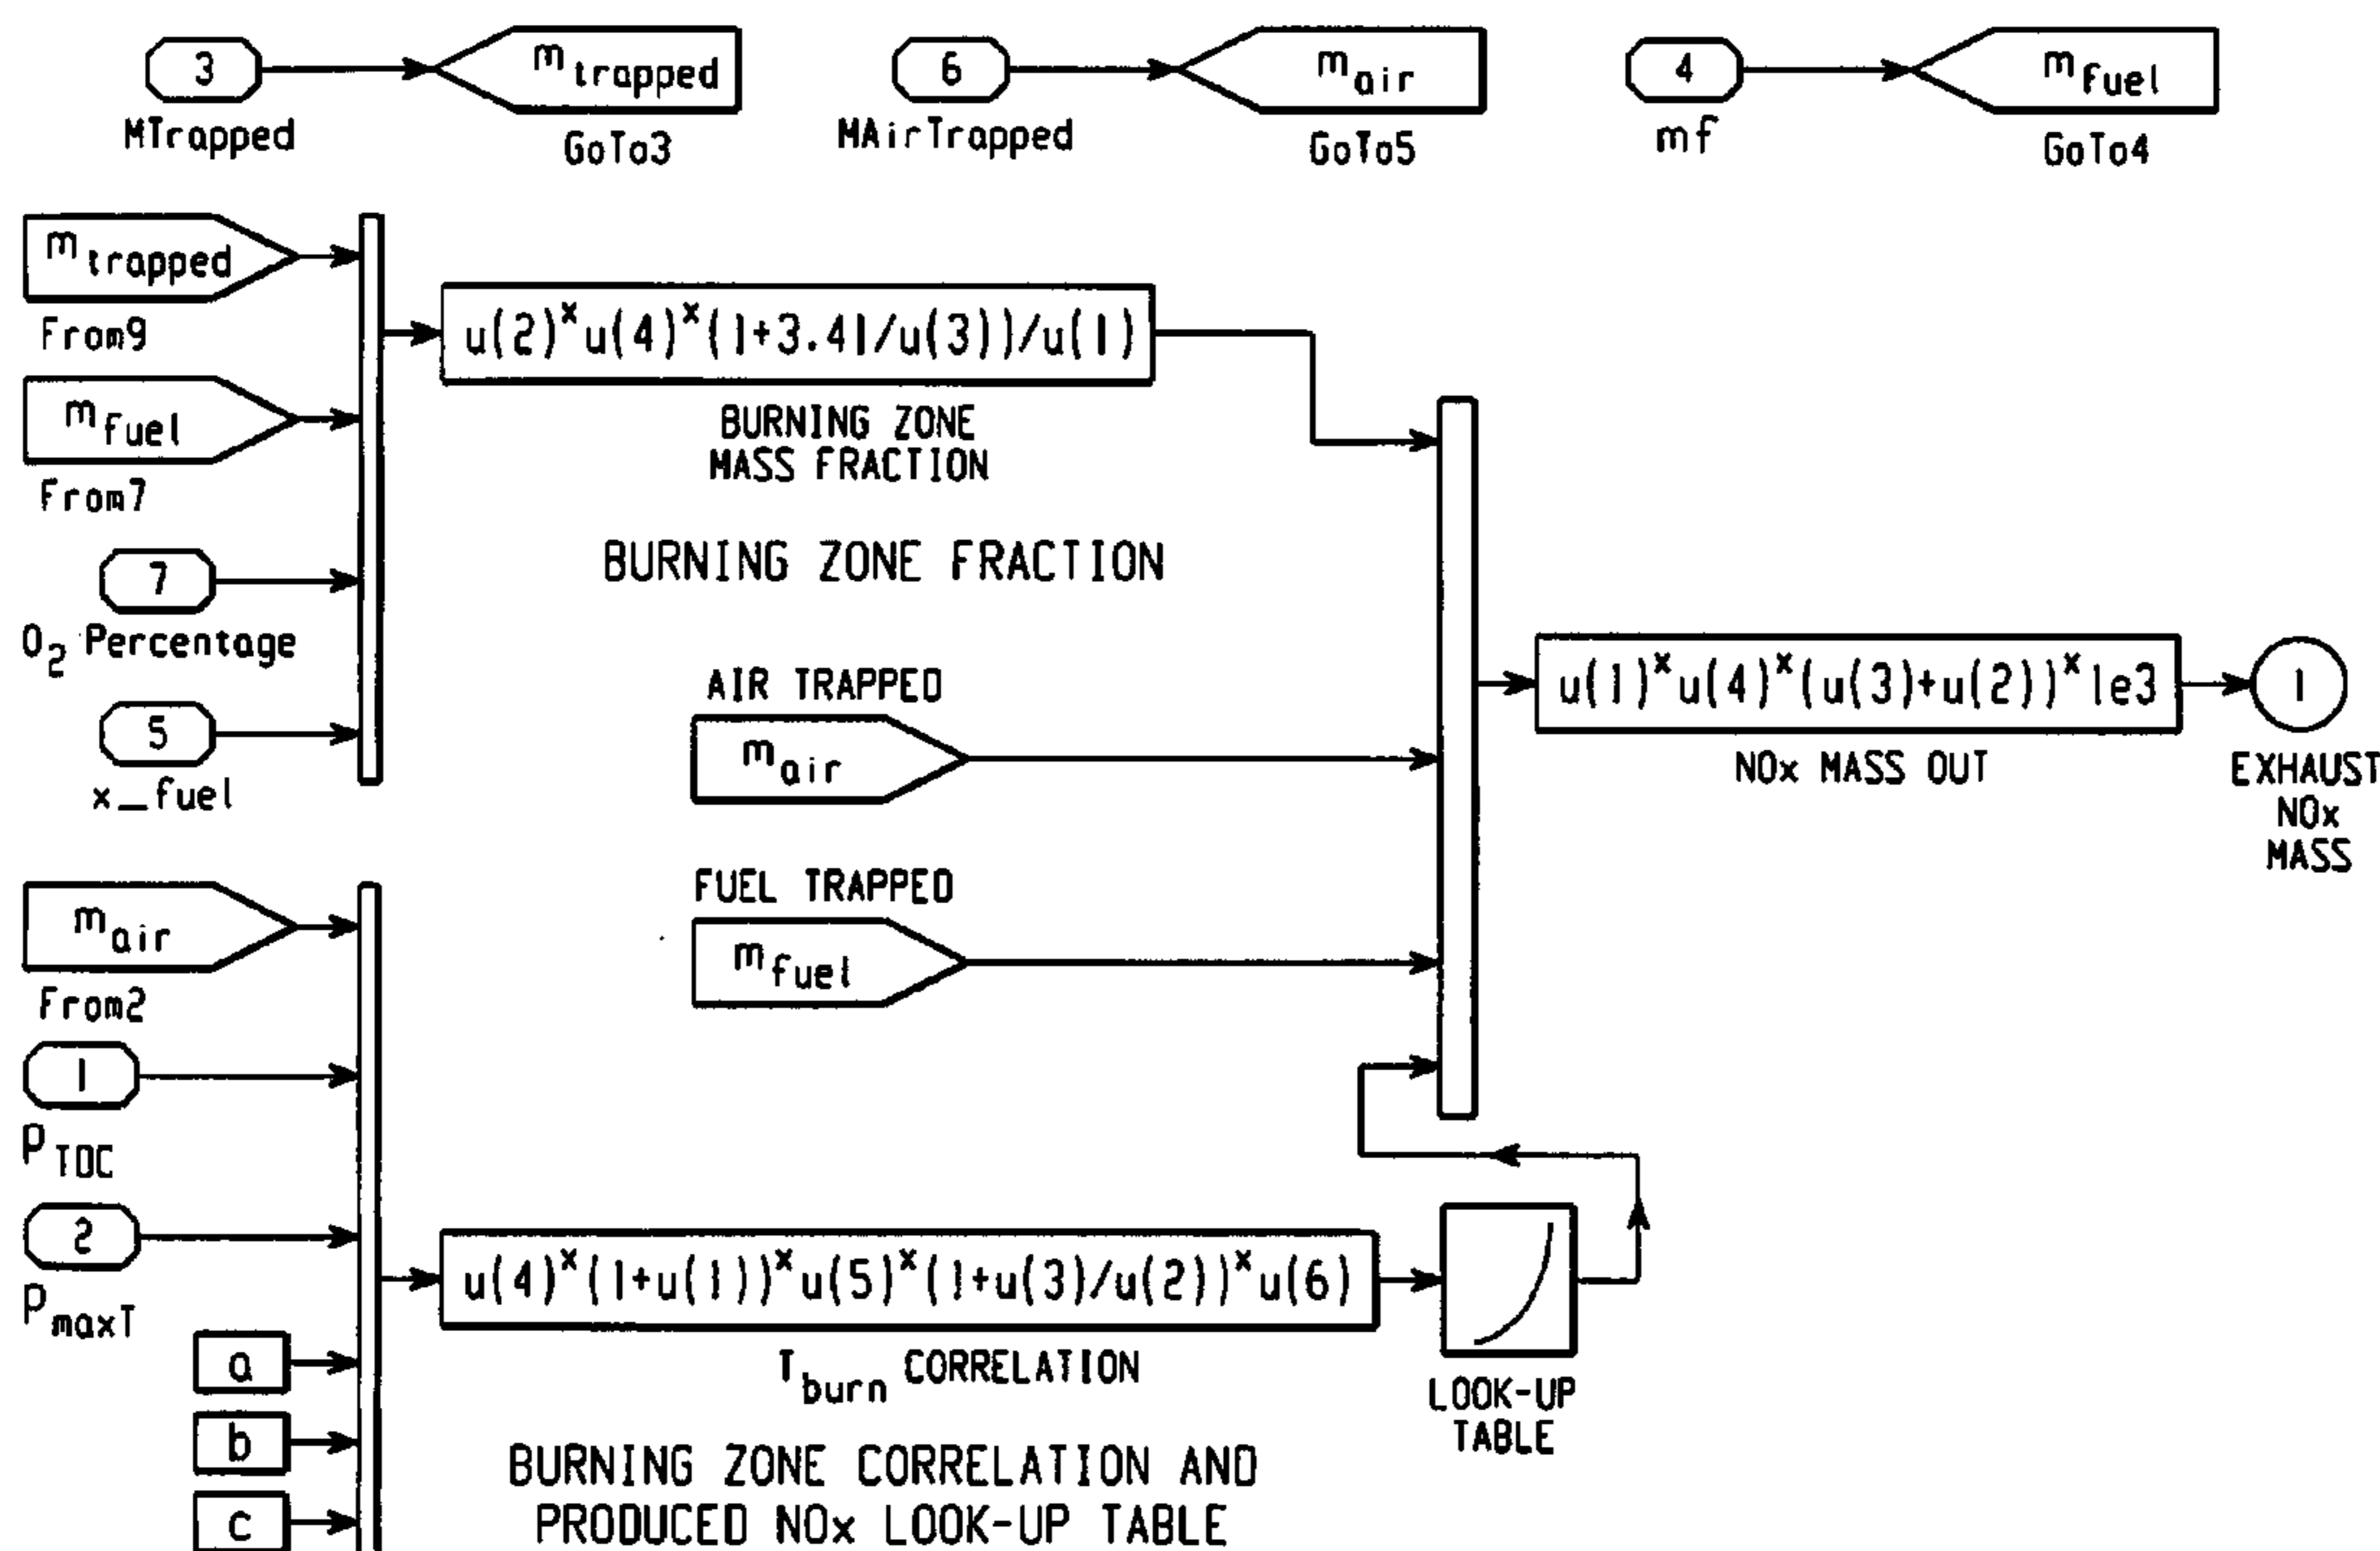 3
m trapped
6
m air
4
m fuel
MTrapped
GoTo3
MAirTrapped
GoTo5
mf
GoTo4
m trapped
From9
u(2)*u(4)*(1+3.41/u(3))/u(1)
m fuel
BURNING ZONE
MASS FRACTION
From7
BURNING ZONE FRACTION
7
O2 Percentage
5
x_fuel
AIR TRAPPED
m air
u(1)*u(4)*(u(3)+u(2))*1e3
1
NOx MASS OUT
EXHAUST
NOx
MASS
FUEL TRAPPED
m fuel
m air
From2
1
P TDC
2
P maxT
u(4)*(1+u(1))*u(5)*(1+u(3)/u(2))*u(6)
a
T burn CORRELATION
LOOK-UP
TABLE
b
c
BURNING ZONE CORRELATION AND
PRODUCED NOx LOOK-UP TABLE